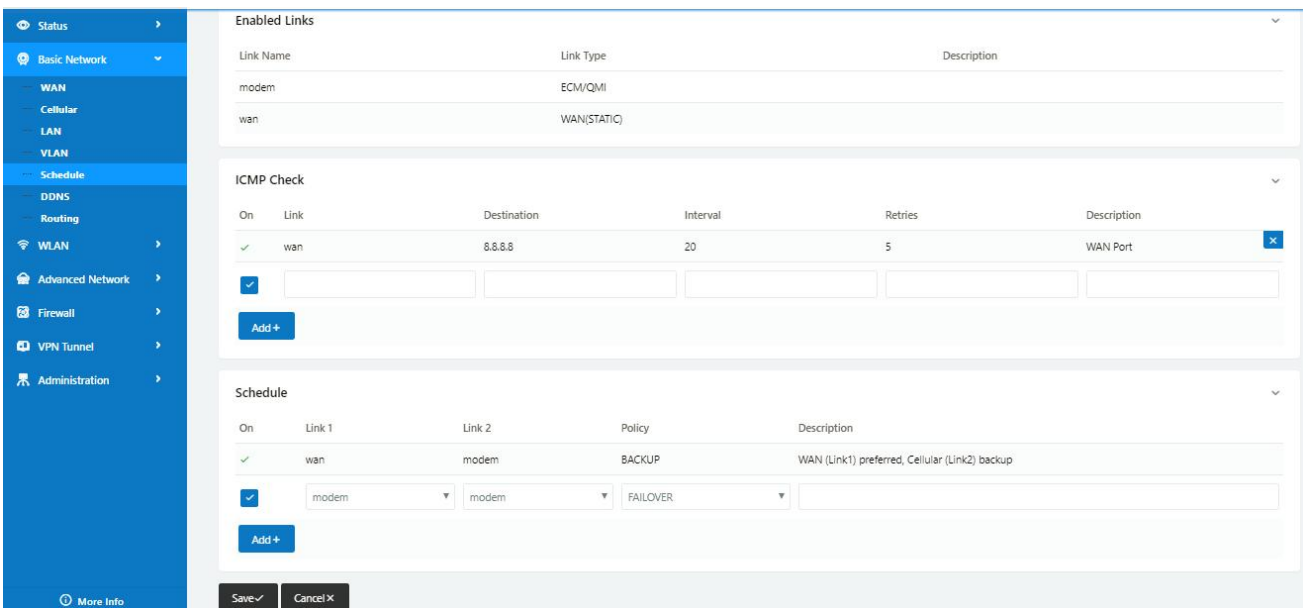 Status
Basic Network
WAN
Cellular
LAN
VLAN
Schedule
DDNS
Routing
WLAN
Advanced Network
Firewall
VPN Tunnel
Administration
More Info
Enabled Links
Link Name Link Type Description
modem ECM/QMI
wan WAN(STATIC)
ICMP Check
On Link Destination Interval Retries Description
wan 8.8.8.8 20 5 WAN Port
Add+
Schedule
On Link 1 Link 2 Policy Description
wan modem BACKUP WAN (Link1) preferred, Cellular (Link2) backup
modem modem FAILOVER
Add+
Save Cancel